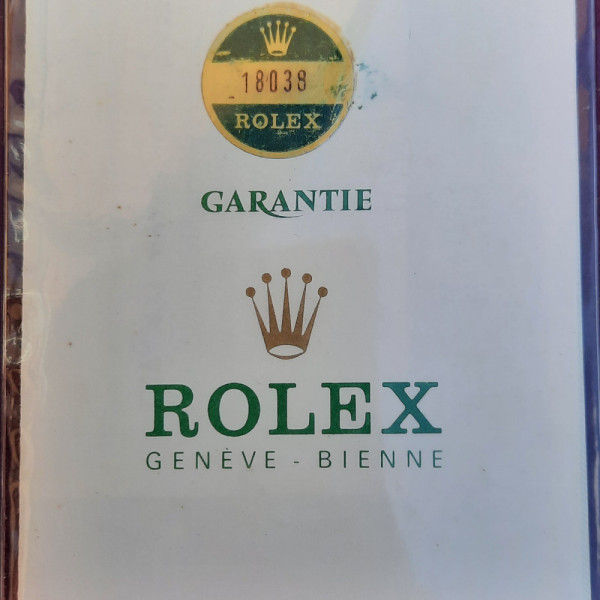 18038
ROLEX
GARANTIE
ROLEX
GENÈVE - BIENNE